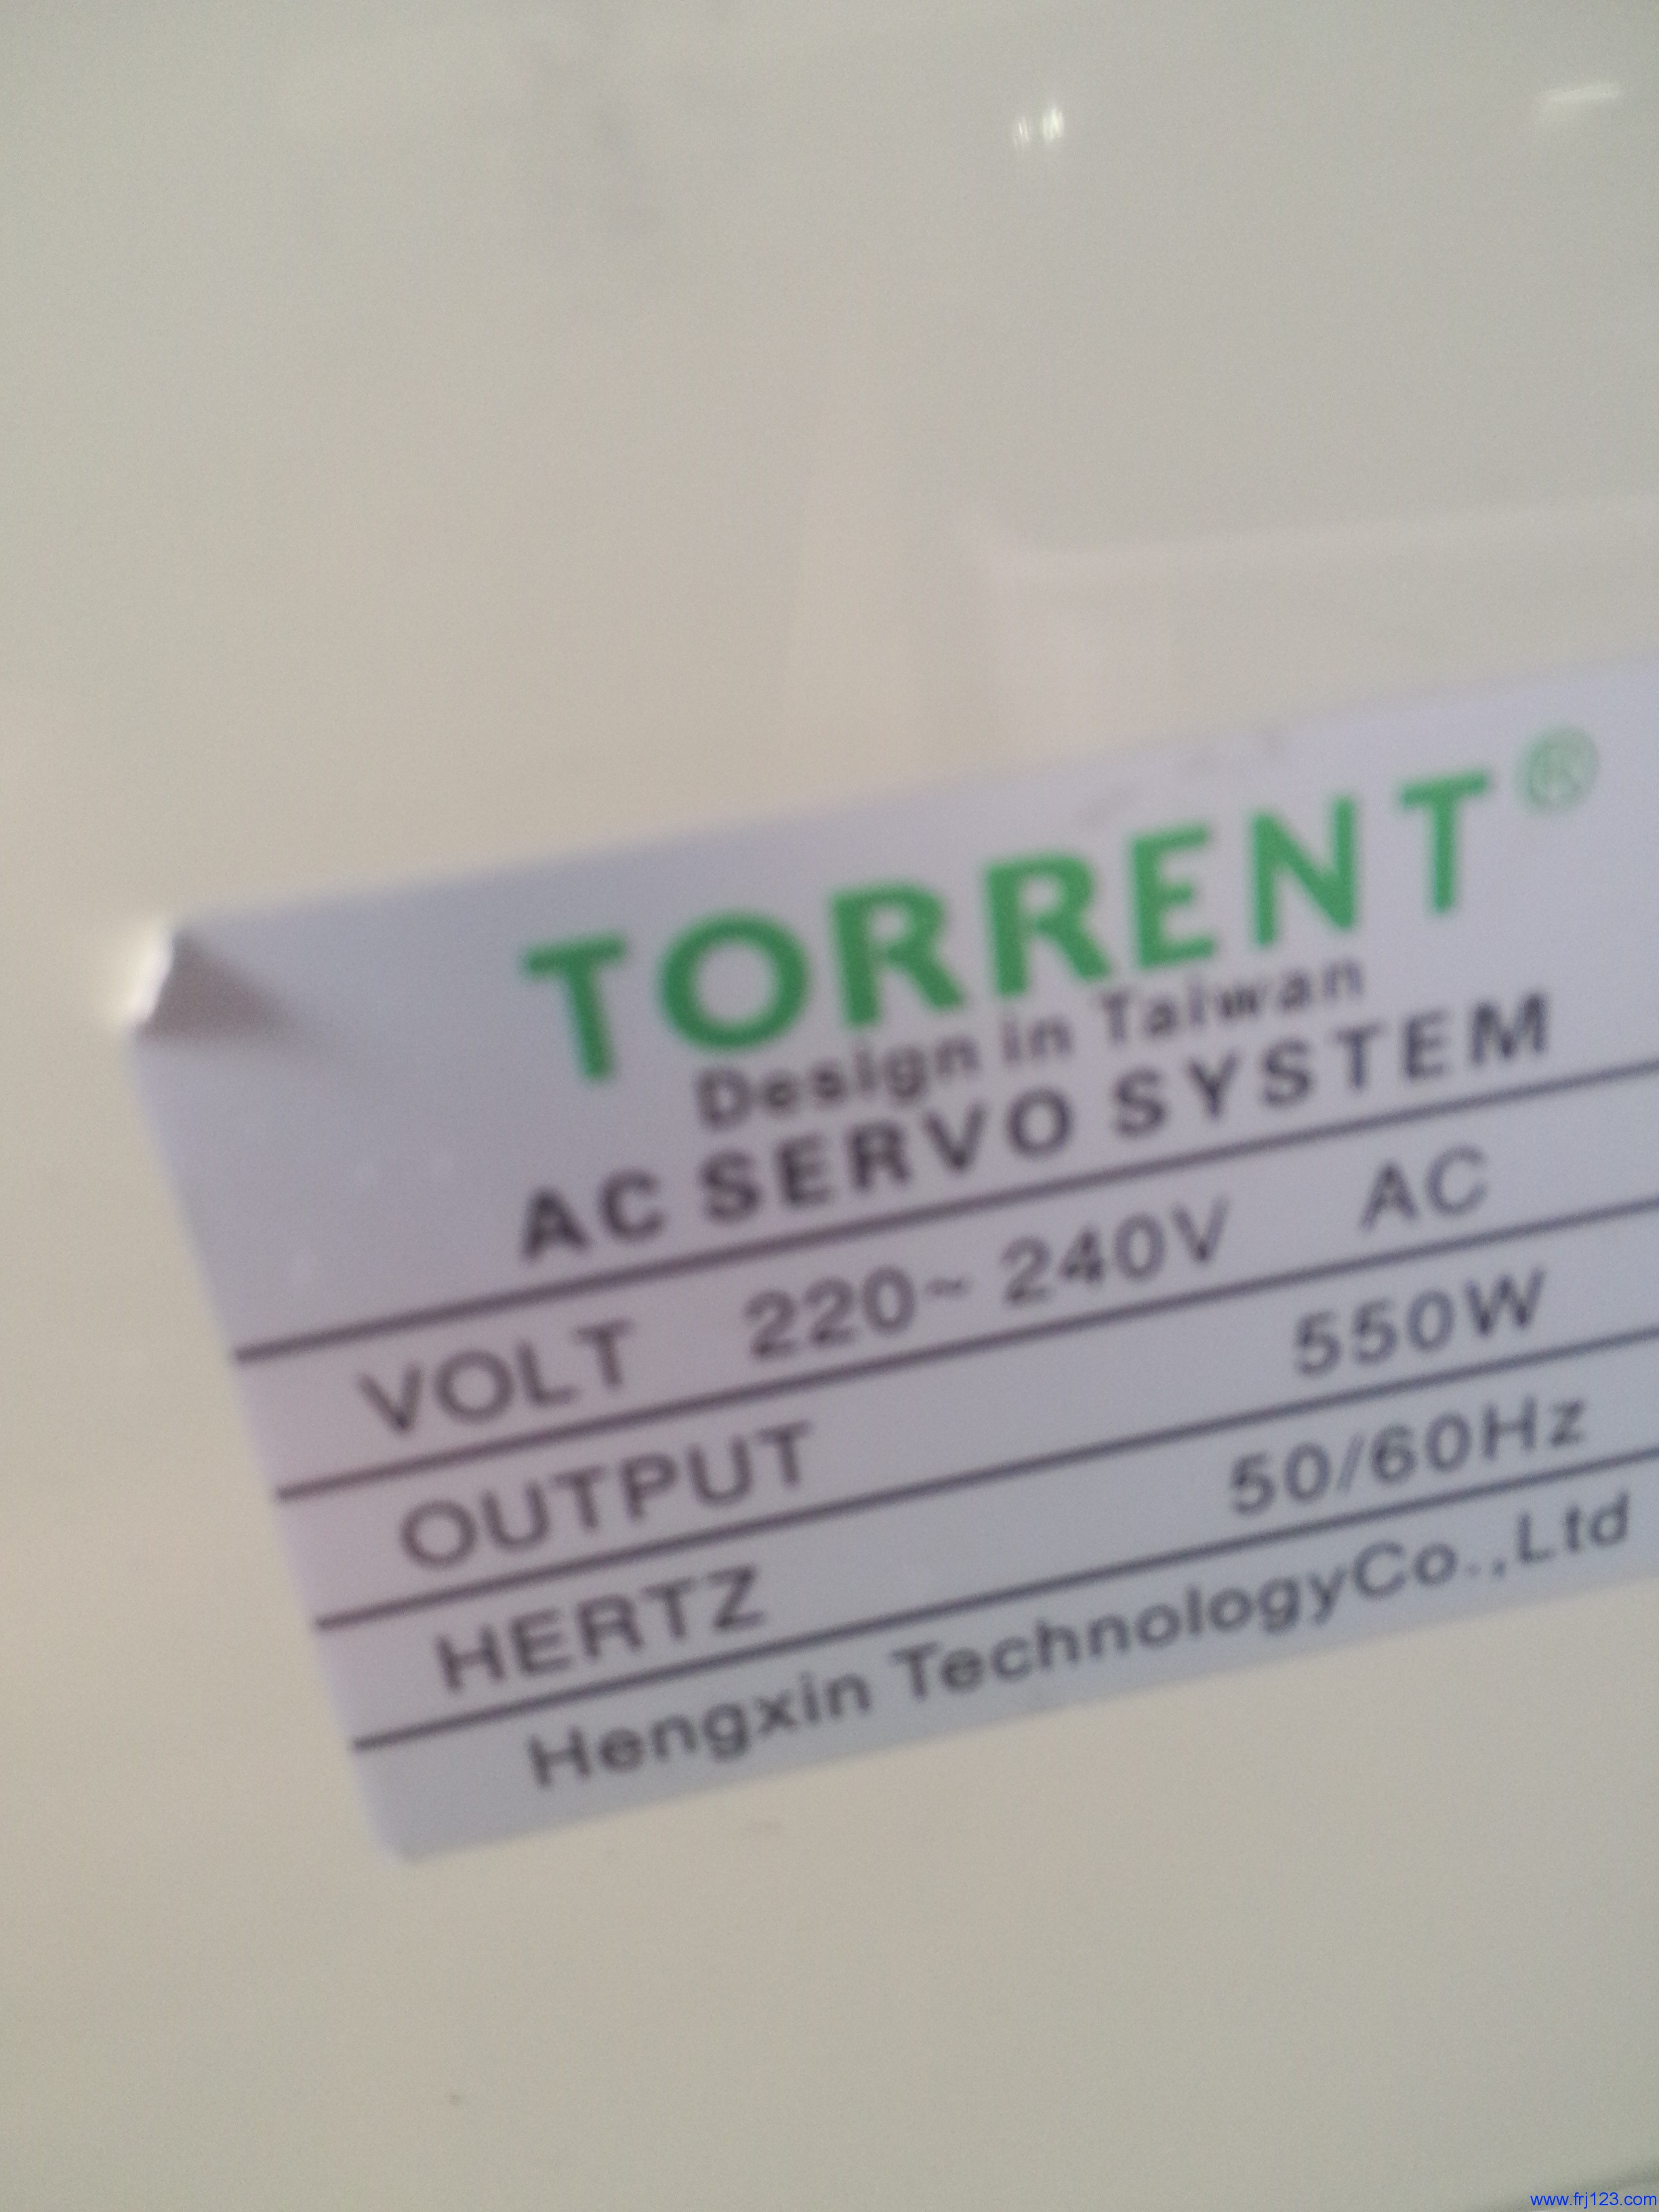 TORRENT®
Design in Taiwan
AC SERVO SYSTEM
VOLT 220~ 240V AC
OUTPUT 550W
HERTZ 50/60Hz
Hengxin TechnologyCo.,Ltd
www.frj123.com